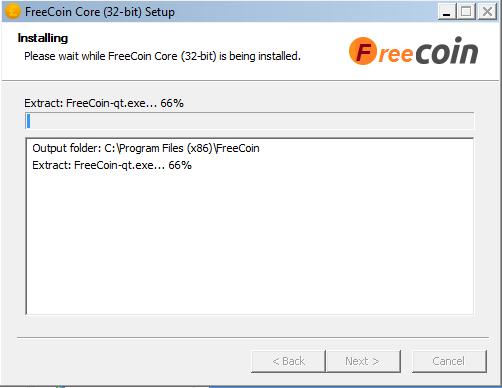 FreeCoin Core (32-bit) Setup
Installing
Please wait while FreeCoin Core (32-bit) is being installed.
Freecoin
Extract: FreeCoin-qt.exe... 66%
Output folder: C:\Program Files (x86)\FreeCoin
Extract: FreeCoin-qt.exe... 66%
< Back
Next >
Cancel